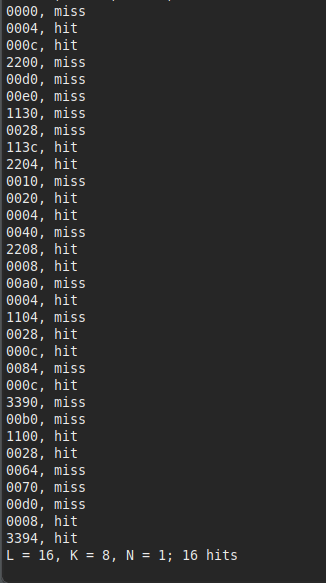 0000, miss
0004, hit
000c, hit
2200, miss
00d0, miss
00e0, miss
1130, miss
0028, miss
113c, hit
2204, hit
0010, miss
0020, hit
0004, hit
0040, miss
2208, hit
0008, hit
00a0, miss
0004, hit
1104, miss
0028, hit
000c, hit
0084, miss
000c, hit
3390, miss
00b0, miss
1100, hit
0028, hit
0064, miss
0070, miss
00d0, miss
0008, hit
3394, hit
L = 16, K = 8, N = 1; 16 hits